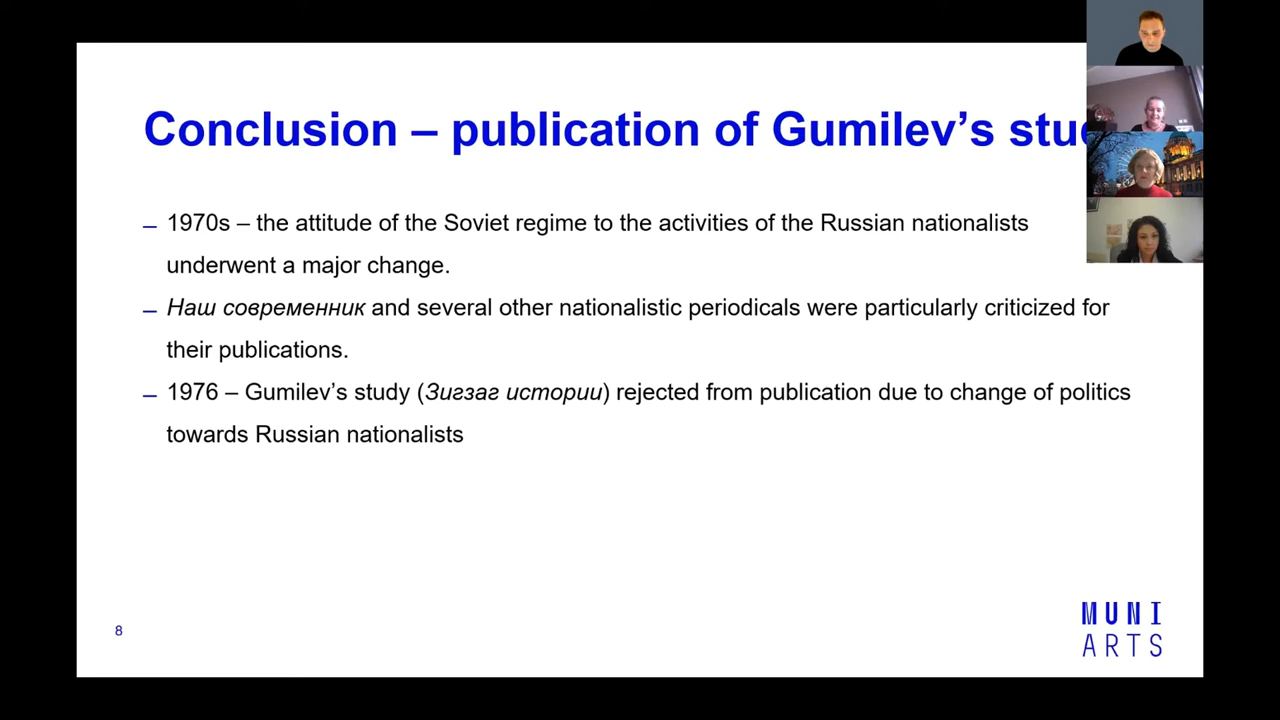 Conclusion – publication of Gumilev’s
– 1970s – the attitude of the Soviet regime to the activities of the Russian nationalists
underwent a major change.
– Наш современник and several other nationalistic periodicals were particularly criticized for
their publications.
– 1976 – Gumilev’s study (Зигзаг истории) rejected from publication due to change of politics
towards Russian nationalists
8
MUNI
ARTS